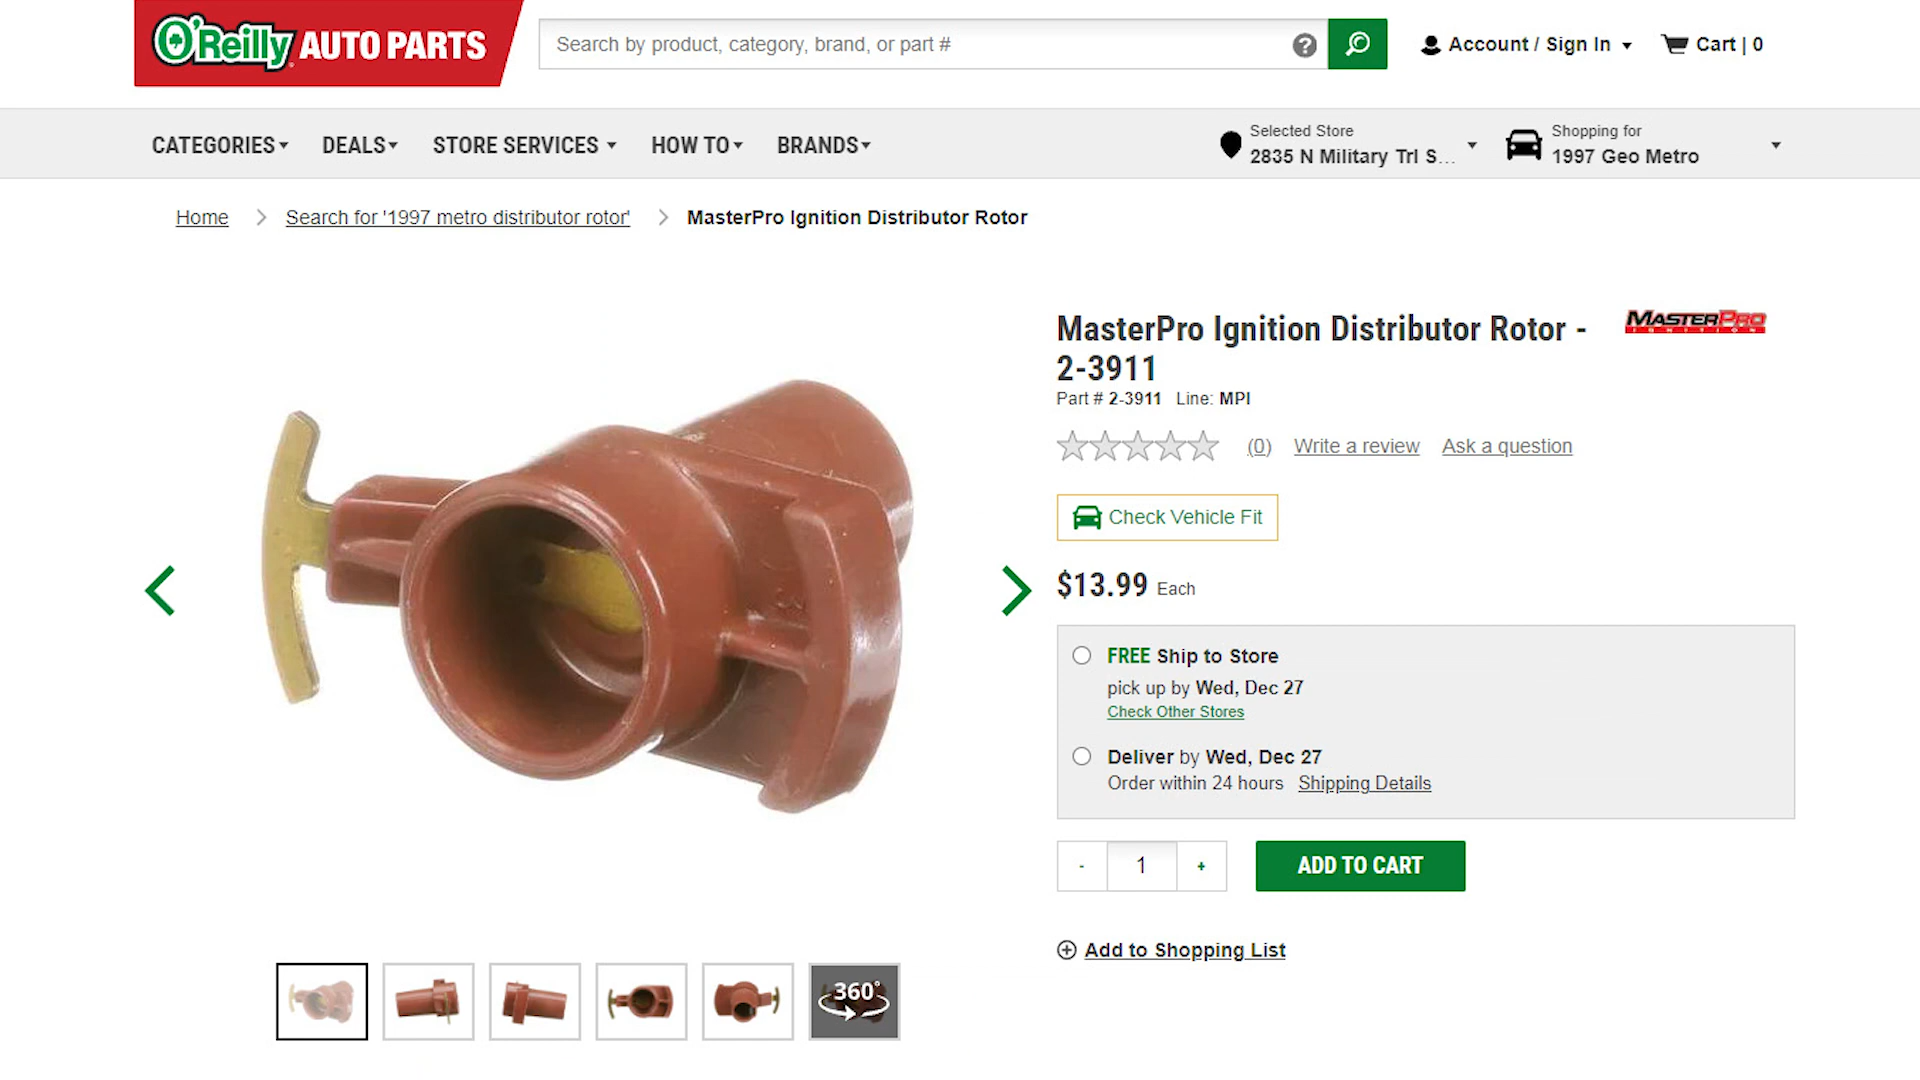 O'Reilly AUTO PARTS
Search by product, category, brand, or part #
?
Account / Sign In
Cart | 0
CATEGORIES
DEALS
STORE SERVICES
HOW TO
BRANDS
Selected Store
2835 N Military Trl S...
Shopping for
1997 Geo Metro
Home
Search for '1997 metro distributor rotor'
MasterPro Ignition Distributor Rotor
MasterPro Ignition Distributor Rotor -
2-3911
MASTERPRO
IGNITION
Part # 2-3911 Line: MPI
(0) Write a review Ask a question
Check Vehicle Fit
$13.99 Each
FREE Ship to Store
pick up by Wed, Dec 27
Check Other Stores
Deliver by Wed, Dec 27
Order within 24 hours Shipping Details
- 1 +
ADD TO CART
Add to Shopping List
360°